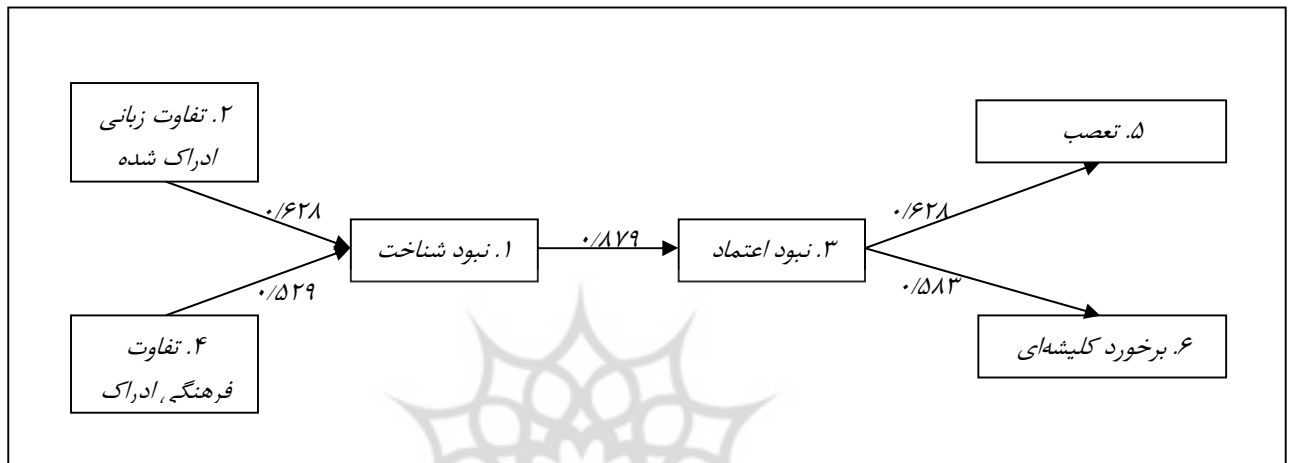 ۲. تفاوت زبانی
ادراک شده
۰/۶۲۸
۴. تفاوت
فرهنگی ادراک
۰/۵۲۹
۱. نبود شناخت
۰/۸۷۹
۳. نبود اعتماد
۰/۶۲۸
۵. تعصب
۰/۵۸۳
۶. برخورد کلیشه‌ای